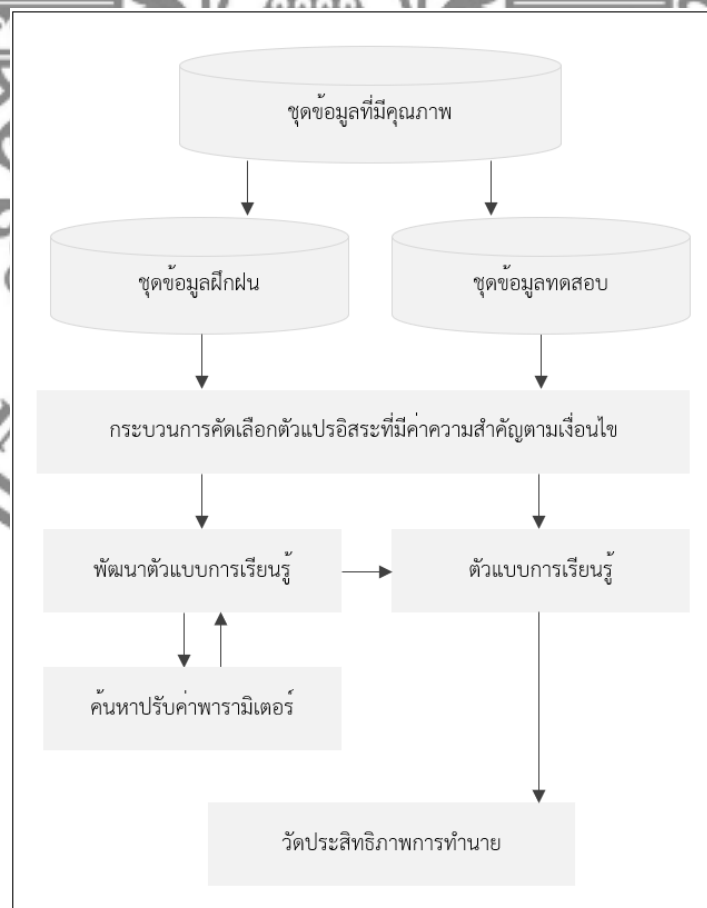 ชุดข้อมูลที่มีคุณภาพ
ชุดข้อมูลฝึกฝน
ชุดข้อมูลทดสอบ
กระบวนการคัดเลือกตัวแปรอิสระที่มีค่าความสำคัญตามเงื่อนไข
พัฒนาตัวแบบการเรียนรู้
ตัวแบบการเรียนรู้
ค้นหาปรับค่าพารามิเตอร์
วัดประสิทธิภาพการทำนาย